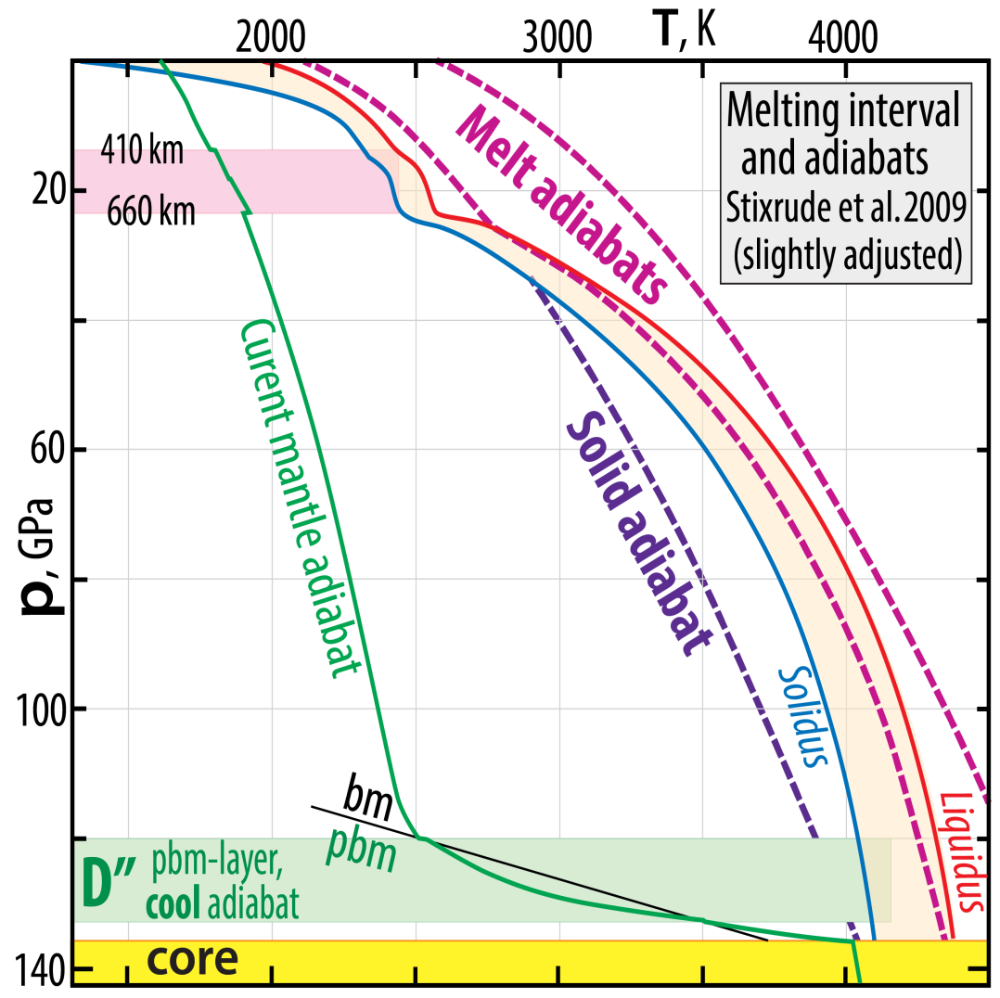 2000
3000
T, K
4000
Melting interval
and adiabats
Stixrude et al. 2009
(slightly adjusted)
Melt adiabats
410 km
20
660 km
Curent mantle adiabat
Solid adiabat
60
p, GPa
Solidus
100
bm
pbm
Liquidus
D″
pbm-layer,
cool adiabat
core
140